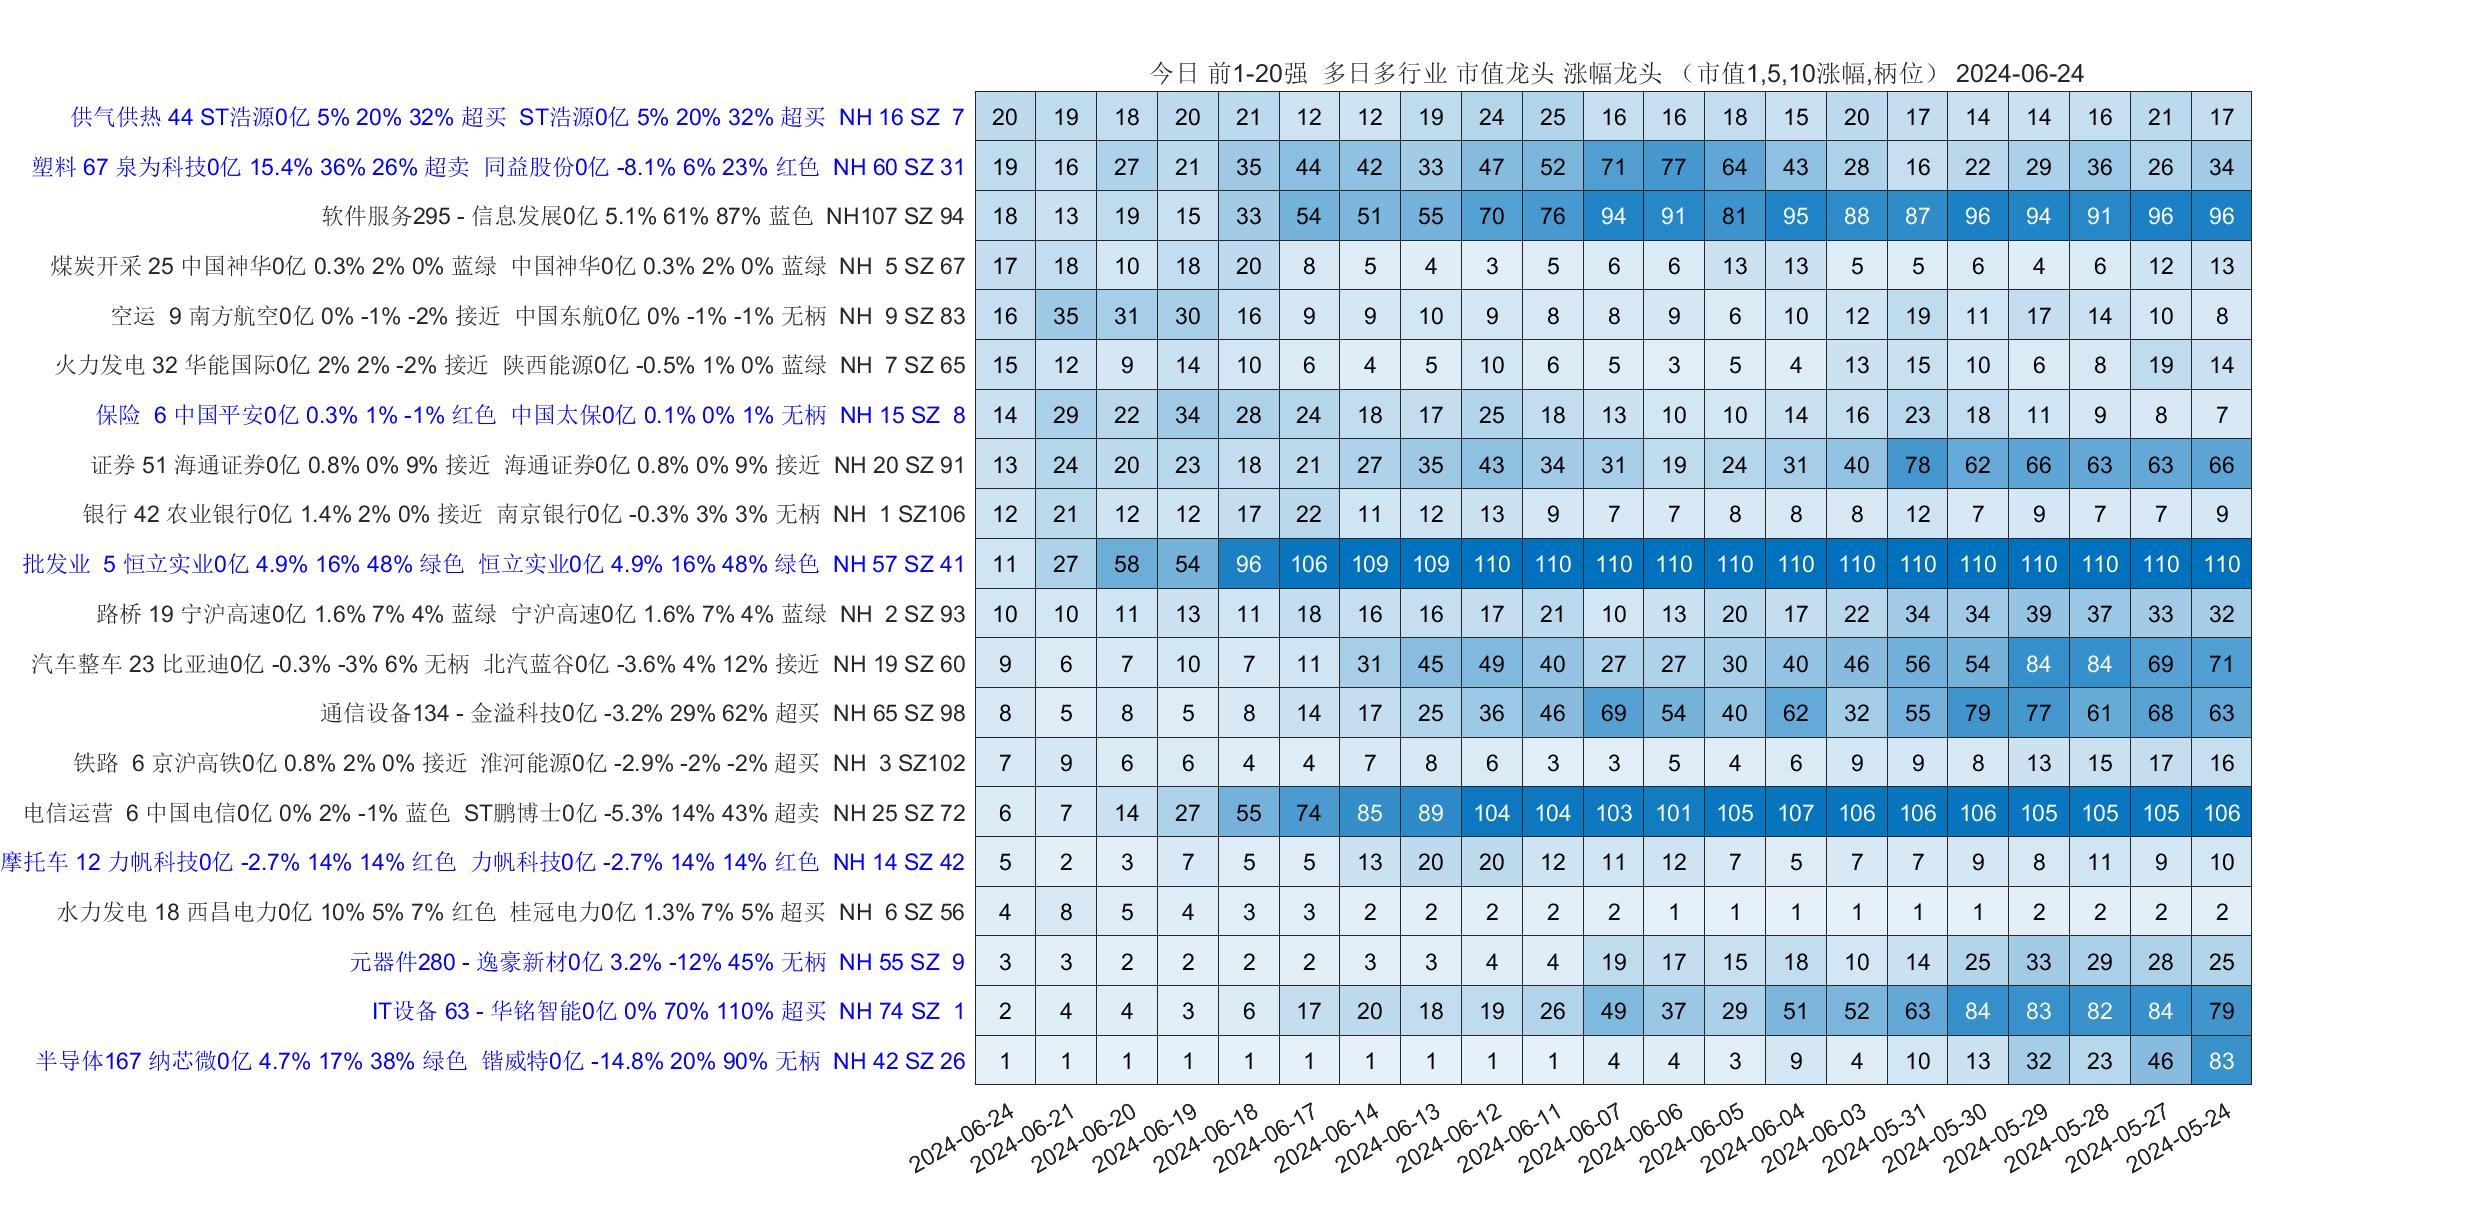 今日 前1-20强 多日多行业 市值龙头 涨幅龙头 （市值1,5,10涨幅,柄位） 2024-06-24
供气供热 44 ST浩源0亿 5% 20% 32% 超买 ST浩源0亿 5% 20% 32% 超买 NH 16 SZ 7 20 19 18 20 21 12 12 19 24 25 16 16 18 15 20 17 14 14 16 21 17
塑料 67 泉为科技0亿 15.4% 36% 26% 超卖 同益股份0亿 -8.1% 6% 23% 红色 NH 60 SZ 31 19 16 27 21 35 44 42 33 47 52 71 77 64 43 28 16 22 29 36 26 34
软件服务295 - 信息发展0亿 5.1% 61% 87% 蓝色 NH107 SZ 94 18 13 19 15 33 54 51 55 70 76 94 91 81 95 88 87 96 94 91 96 96
煤炭开采 25 中国神华0亿 0.3% 2% 0% 蓝绿 中国神华0亿 0.3% 2% 0% 蓝绿 NH 5 SZ 67 17 18 10 18 20 8 5 4 3 5 6 6 13 13 5 5 6 4 6 12 13
空运 9 南方航空0亿 0% -1% -2% 接近 中国东航0亿 0% -1% -1% 无柄 NH 9 SZ 83 16 35 31 30 16 9 9 10 9 8 8 9 6 10 12 19 11 17 14 10 8
火力发电 32 华能国际0亿 2% 2% -2% 接近 陕西能源0亿 -0.5% 1% 0% 蓝绿 NH 7 SZ 65 15 12 9 14 10 6 4 5 10 6 5 3 5 4 13 15 10 6 8 19 14
保险 6 中国平安0亿 0.3% 1% -1% 红色 中国太保0亿 0.1% 0% 1% 无柄 NH 15 SZ 8 14 29 22 34 28 24 18 17 25 18 13 10 10 14 16 23 18 11 9 8 7
证券 51 海通证券0亿 0.8% 0% 9% 接近 海通证券0亿 0.8% 0% 9% 接近 NH 20 SZ 91 13 24 20 23 18 21 27 35 43 34 31 19 24 31 40 78 62 66 63 63 66
银行 42 农业银行0亿 1.4% 2% 0% 接近 南京银行0亿 -0.3% 3% 3% 无柄 NH 1 SZ106 12 21 12 12 17 22 11 12 13 9 7 7 8 8 8 12 7 9 7 7 9
批发业 5 恒立实业0亿 4.9% 16% 48% 绿色 恒立实业0亿 4.9% 16% 48% 绿色 NH 57 SZ 41 11 27 58 54 96 106 109 109 110 110 110 110 110 110 110 110 110 110 110 110 110
路桥 19 宁沪高速0亿 1.6% 7% 4% 蓝绿 宁沪高速0亿 1.6% 7% 4% 蓝绿 NH 2 SZ 93 10 10 11 13 11 18 16 16 17 21 10 13 20 17 22 34 34 39 37 33 32
汽车整车 23 比亚迪0亿 -0.3% -3% 6% 无柄 北汽蓝谷0亿 -3.6% 4% 12% 接近 NH 19 SZ 60 9 6 7 10 7 11 31 45 49 40 27 27 30 40 46 56 54 84 84 69 71
通信设备134 - 金溢科技0亿 -3.2% 29% 62% 超买 NH 65 SZ 98 8 5 8 5 8 14 17 25 36 46 69 54 40 62 32 55 79 77 61 68 63
铁路 6 京沪高铁0亿 0.8% 2% 0% 接近 淮河能源0亿 -2.9% -2% -2% 超买 NH 3 SZ102 7 9 6 6 4 4 7 8 6 3 3 5 4 6 9 9 8 13 15 17 16
电信运营 6 中国电信0亿 0% 2% -1% 蓝色 ST鹏博士0亿 -5.3% 14% 43% 超卖 NH 25 SZ 72 6 7 14 27 55 74 85 89 104 104 103 101 105 107 106 106 106 105 105 105 106
摩托车 12 力帆科技0亿 -2.7% 14% 14% 红色 力帆科技0亿 -2.7% 14% 14% 红色 NH 14 SZ 42 5 2 3 7 5 5 13 20 20 12 11 12 7 5 7 7 9 8 11 9 10
水力发电 18 西昌电力0亿 10% 5% 7% 红色 桂冠电力0亿 1.3% 7% 5% 超买 NH 6 SZ 56 4 8 5 4 3 3 2 2 2 2 2 1 1 1 1 1 1 2 2 2 2
元器件280 - 逸豪新材0亿 3.2% -12% 45% 无柄 NH 55 SZ 9 3 3 2 2 2 2 3 3 4 4 19 17 15 18 10 14 25 33 29 28 25
IT设备 63 - 华铭智能0亿 0% 70% 110% 超买 NH 74 SZ 1 2 4 4 3 6 17 20 18 19 26 49 37 29 51 52 63 84 83 82 84 79
半导体167 纳芯微0亿 4.7% 17% 38% 绿色 锴威特0亿 -14.8% 20% 90% 无柄 NH 42 SZ 26 1 1 1 1 1 1 1 1 1 1 4 4 3 9 4 10 13 32 23 46 83
2024-06-24 2024-06-21 2024-06-20 2024-06-19 2024-06-18 2024-06-17 2024-06-14 2024-06-13 2024-06-12 2024-06-11 2024-06-07 2024-06-06 2024-06-05 2024-06-04 2024-06-03 2024-05-31 2024-05-30 2024-05-29 2024-05-28 2024-05-27 2024-05-24